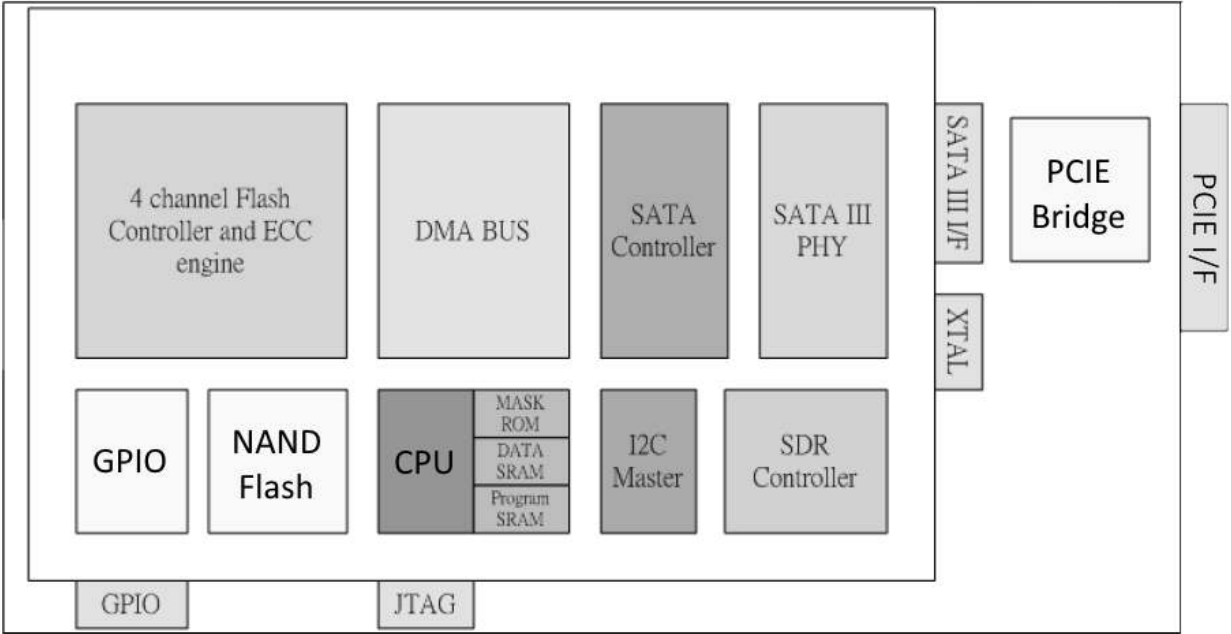 4 channel Flash
Controller and ECC
engine
DMA BUS
SATA
Controller
SATA III
PHY
SATA III I/F
PCIE
Bridge
PCIE I/F
XTAL
GPIO
NAND
Flash
CPU
MASK
ROM
DATA
SRAM
Program
SRAM
I2C
Master
SDR
Controller
GPIO
JTAG